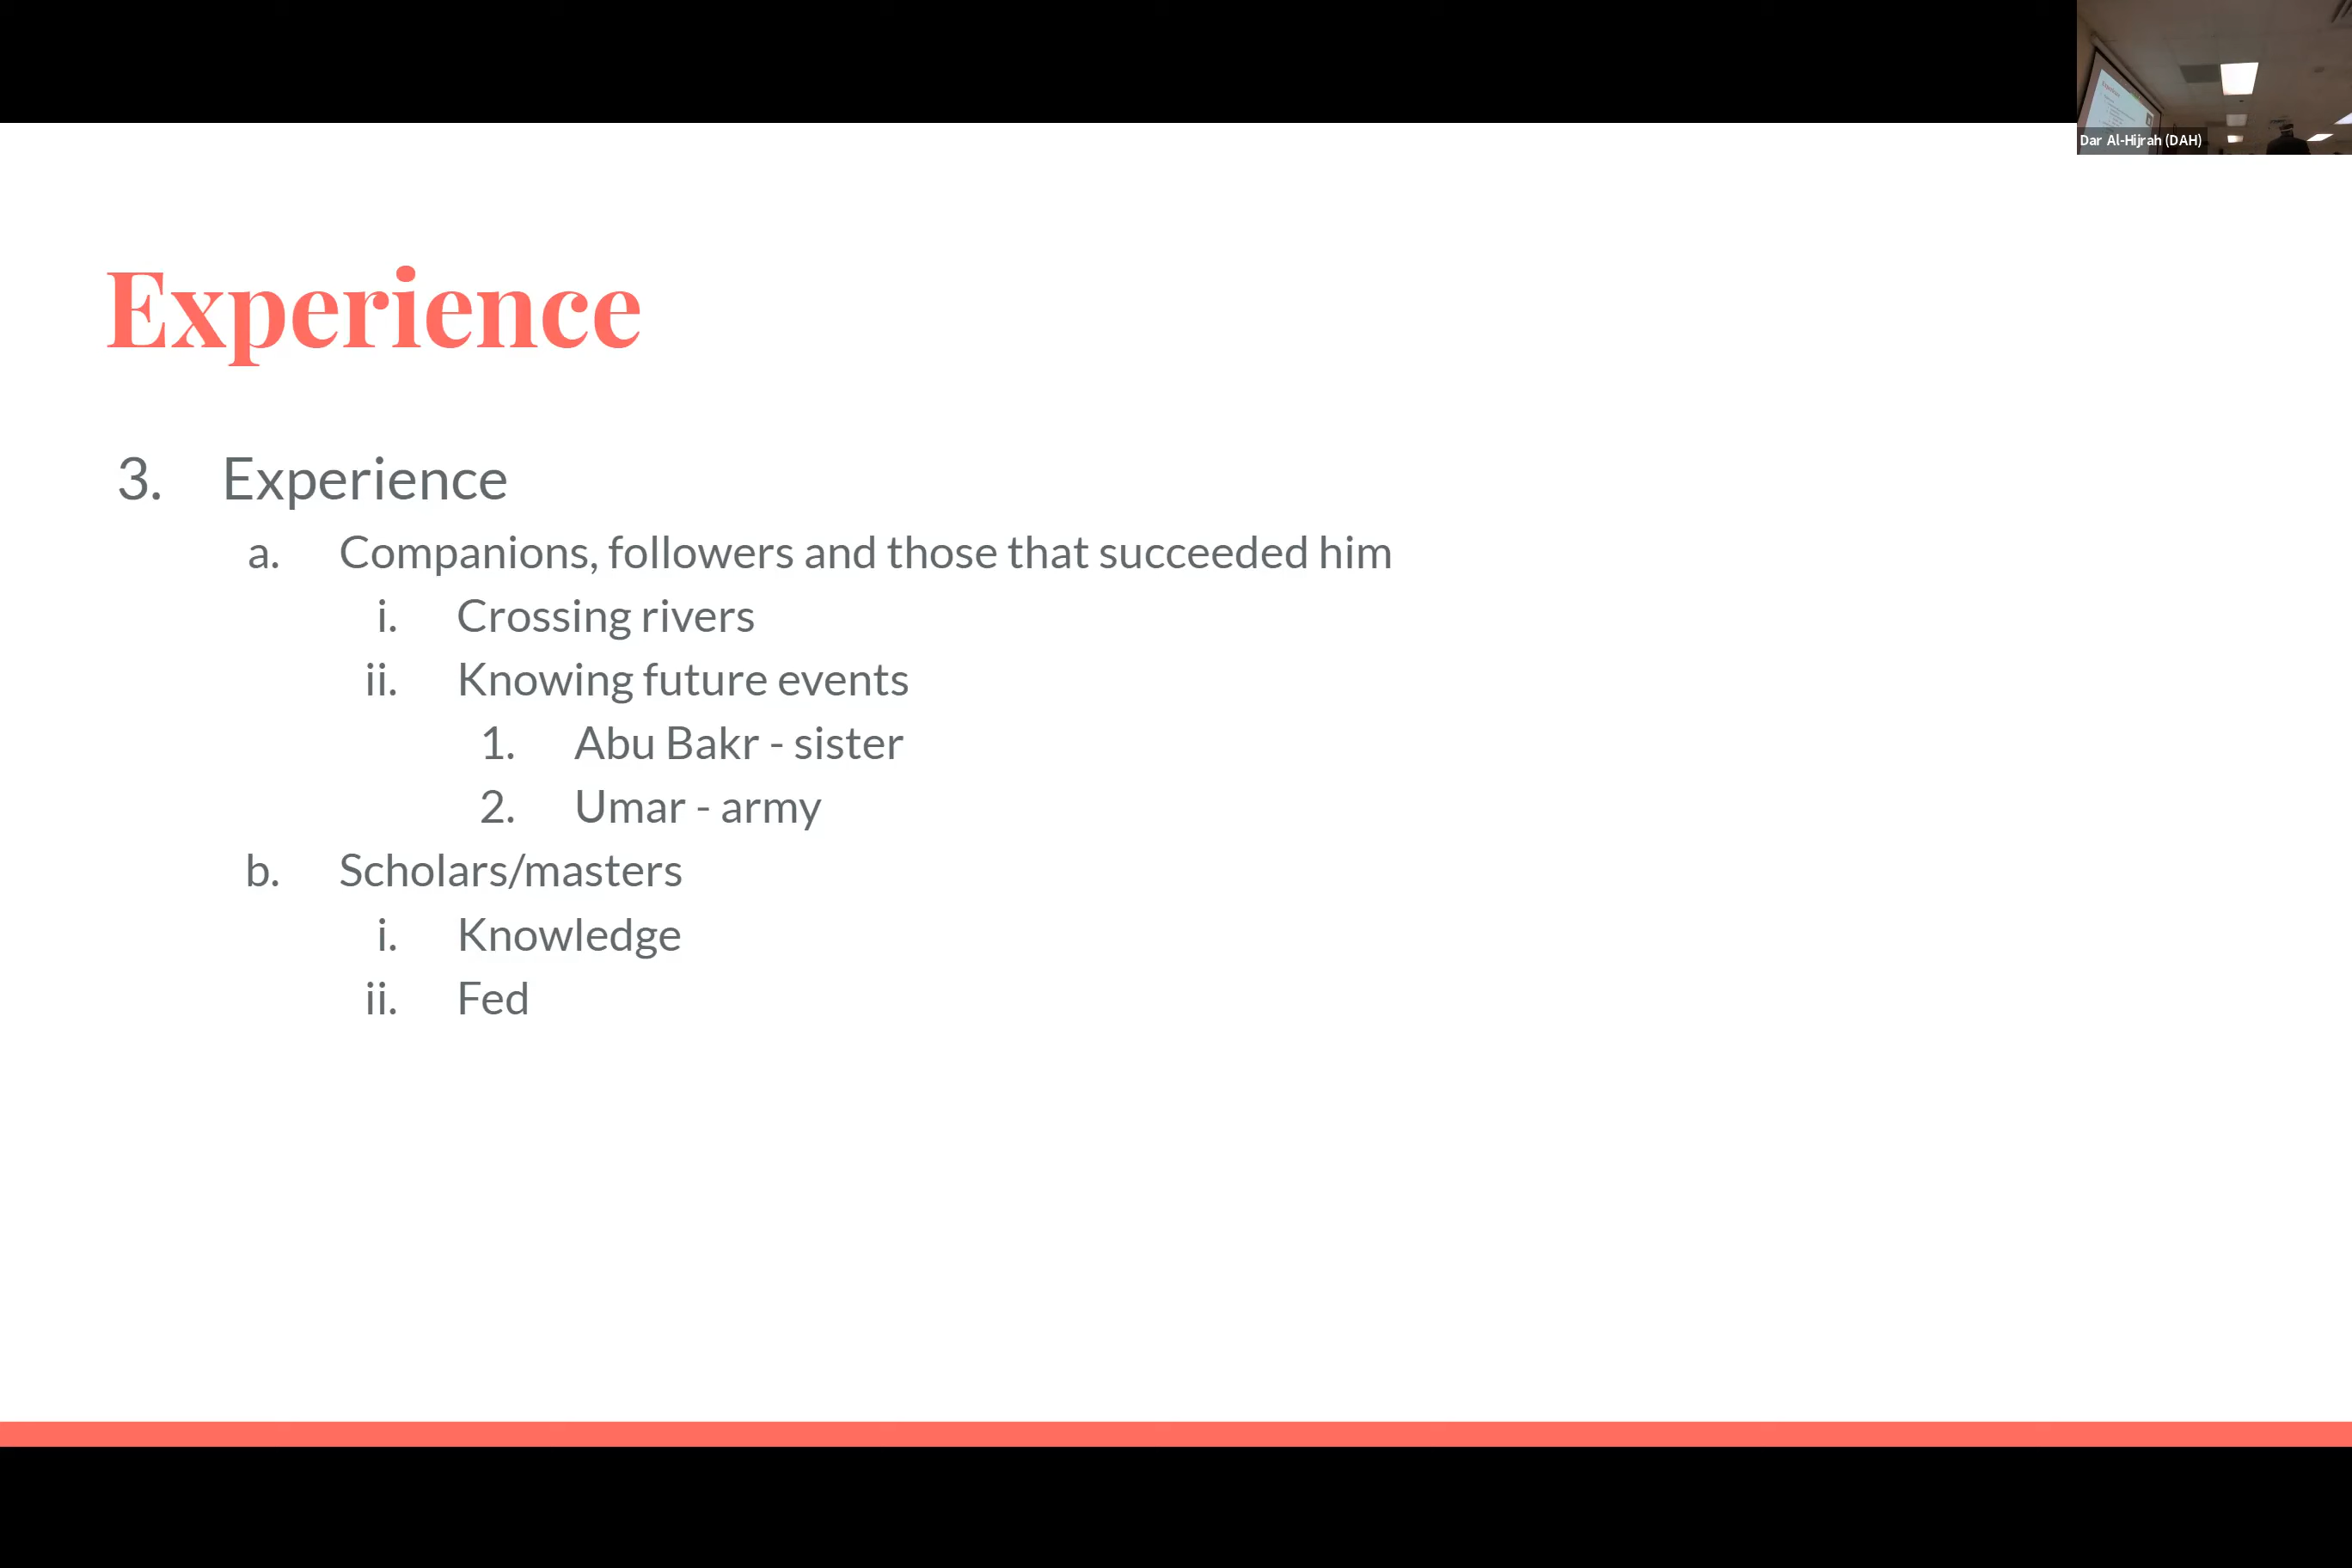 Dar Al-Hijrah (DAH)
Experience
3. Experience
a. Companions, followers and those that succeeded him
i. Crossing rivers
ii. Knowing future events
1. Abu Bakr - sister
2. Umar - army
b. Scholars/masters
i. Knowledge
ii. Fed